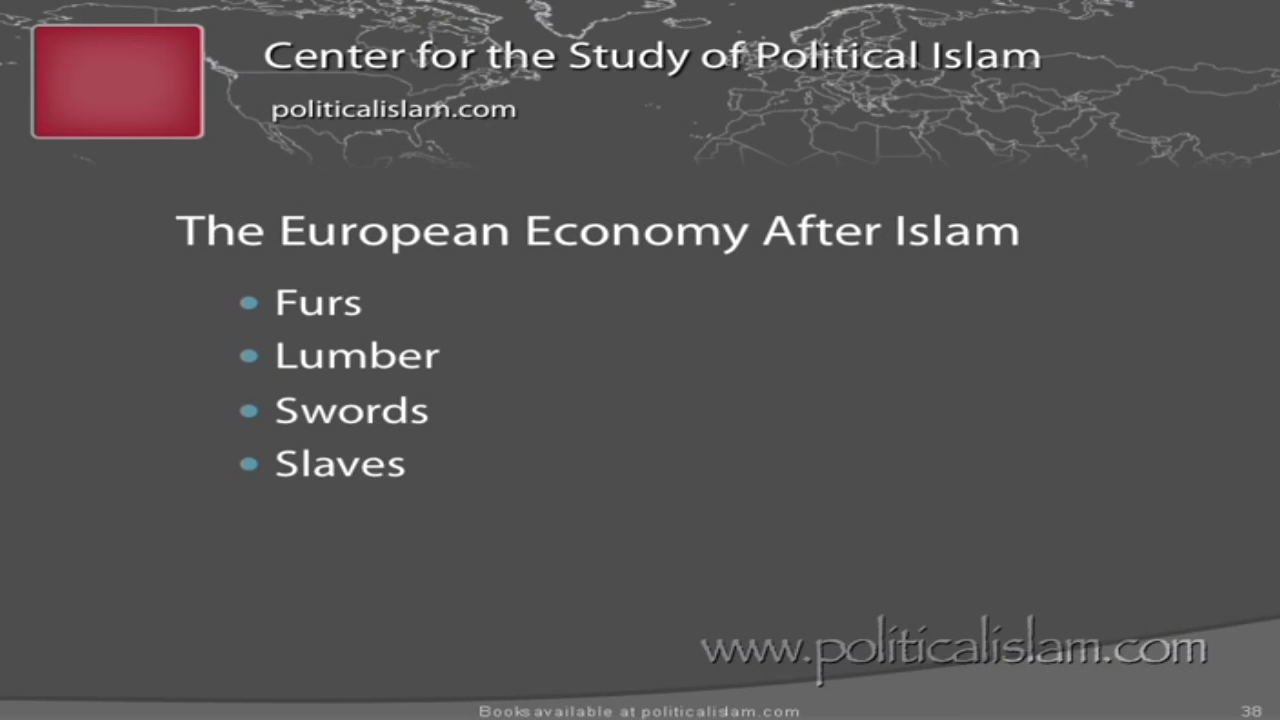 Center for the Study of Political Islam
politicalislam.com
The European Economy After Islam
• Furs
• Lumber
• Swords
• Slaves
www.politicalislam.com
Books available at politicalislam.com
38